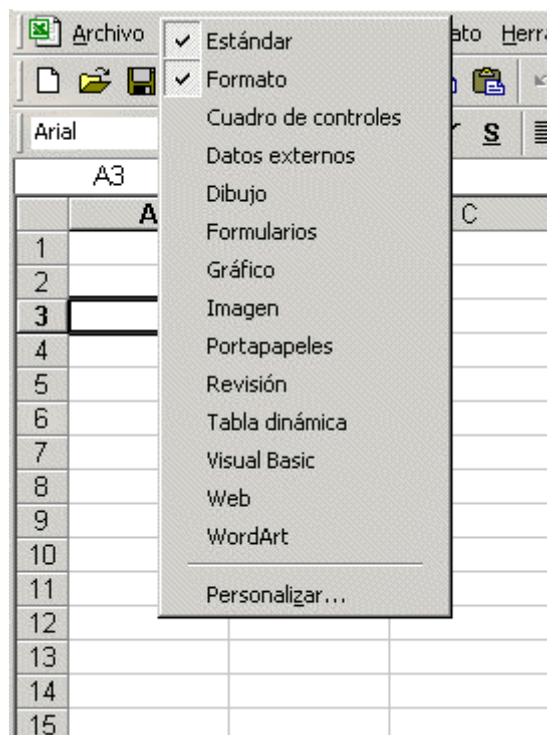 Archivo
Estándar
Formato
Cuadro de controles
Datos externos
Dibujo
Formularios
Gráfico
Imagen
Portapapeles
Revisión
Tabla dinámica
Visual Basic
Web
WordArt
Personalizar...
Arial
S
A3
A C
1
2
3
4
5
6
7
8
9
10
11
12
13
14
15